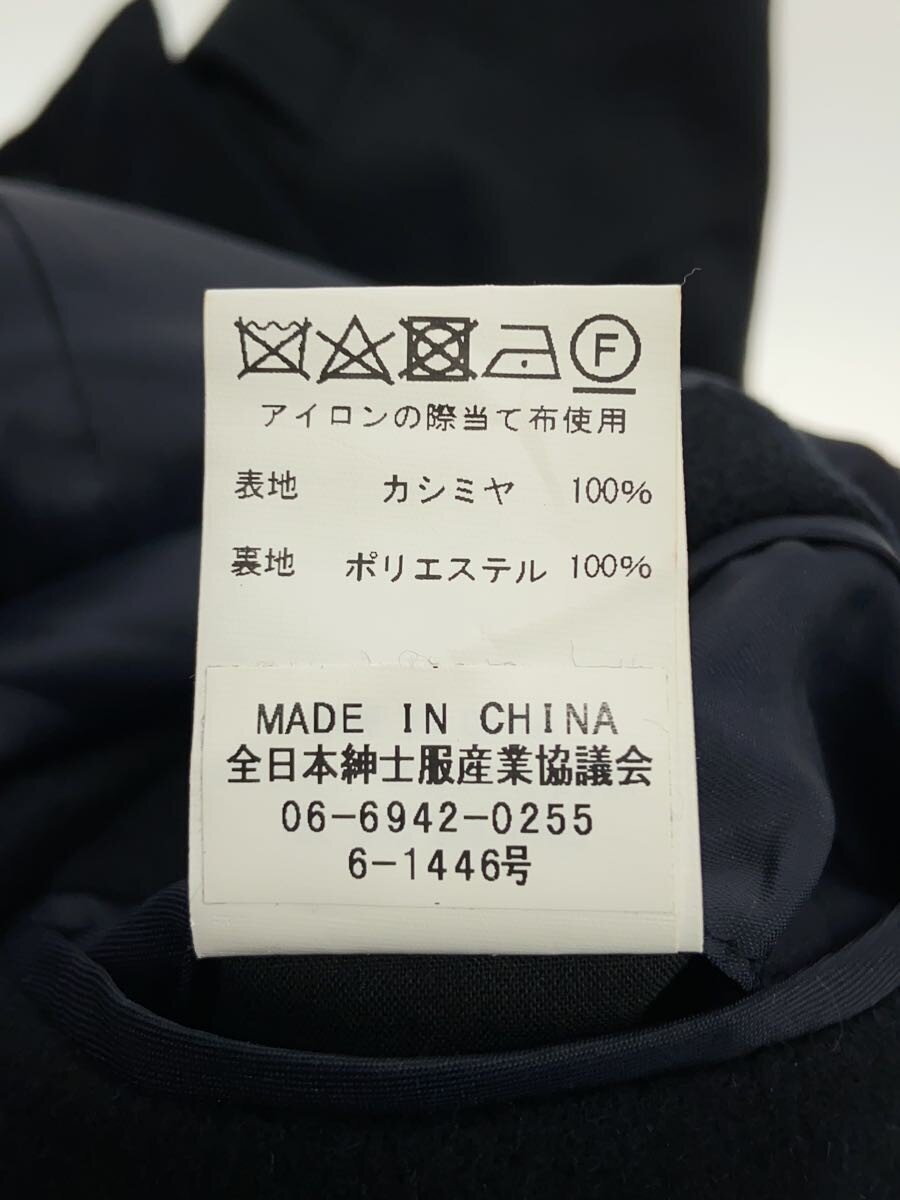 F
アイロンの際当て布使用
表地 カシミヤ 100%
裏地 ポリエステル 100%
MADE IN CHINA
全日本紳士服産業協議会
06-6942-0255
6-1446号